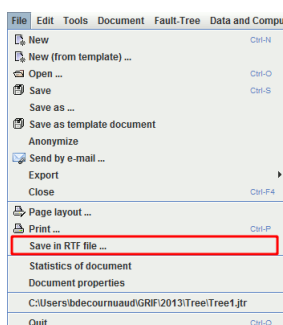 File Edit Tools Document Fault-Tree Data and Compu
New Ctrl-N
New (from template) ...
Open ... Ctrl-O
Save Ctrl-S
Save as ...
Save as template document
Anonymize
Send by e-mail ...
Export
Close Ctrl-F4
Page layout ...
Print ... Ctrl-P
Save in RTF file ...
Statistics of document
Document properties
C:\Users\bdecournuaud\GRIF\2013\Tree\Tree1.jtr
Quit Ctrl-Q